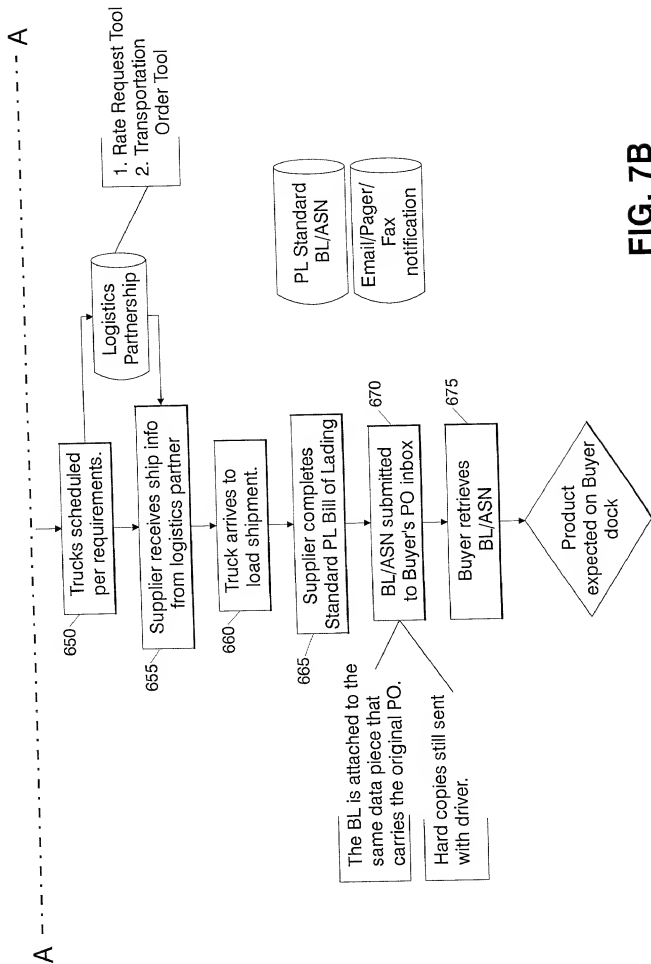 A
A
Trucks scheduled
per requirements.
650
Logistics
Partnership
1. Rate Request Tool
2. Transportation
Order Tool
Supplier receives ship info
from logistics partner
655
Truck arrives to
load shipment.
660
Supplier completes
Standard PL Bill of Lading
665
PL Standard
BL/ASN
Email/Pager/
Fax
notification
BL/ASN submitted
to Buyer's PO inbox
670
The BL is attached to the
same data piece that
carries the original PO.
Hard copies still sent
with driver.
Buyer retrieves
BL/ASN
675
Product
expected on Buyer
dock
FIG. 7B